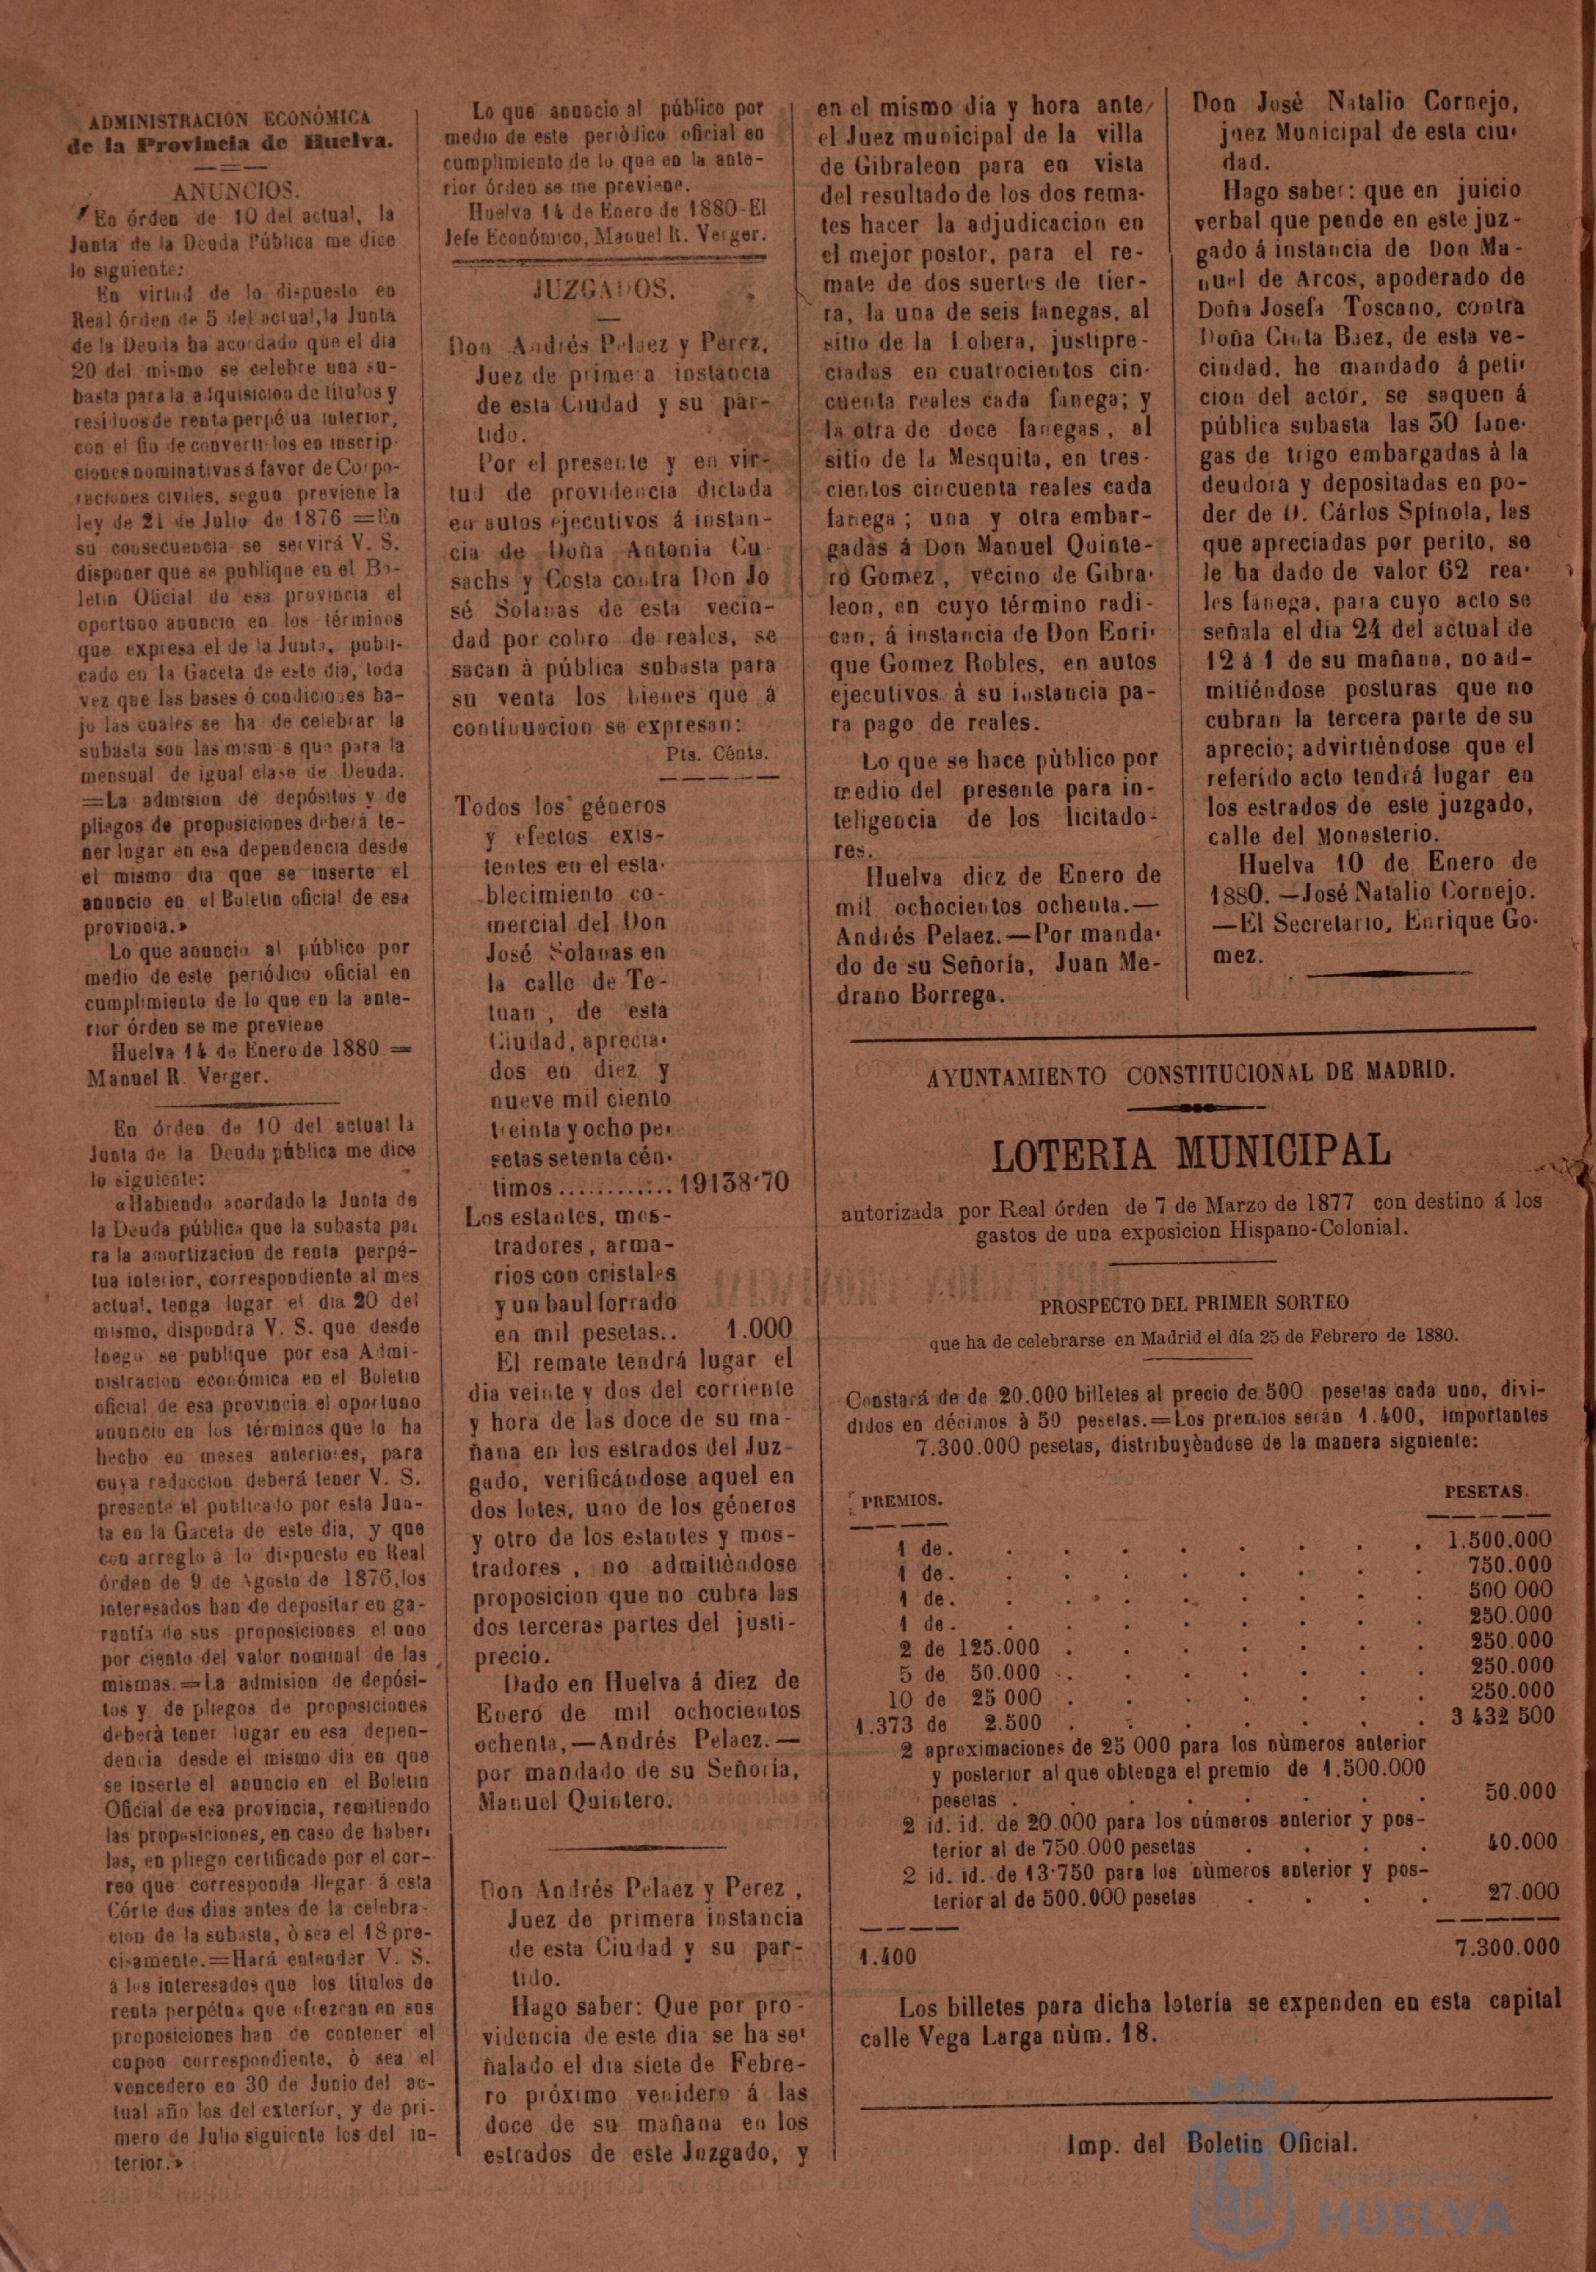 ADMINISTRACION ECONÓMICA
de la Provincia de Huelva.
ANUNCIOS.
En órden de 10 del actual, la
Junta de la Deuda Pública me dice
lo siguiente:
En virtud de lo dispuesto en
Real órden de 5 del actual, la Junta
de la Deuda ha acordado que el dia
20 del mismo se celebre una su-
basta para la adquisicion de títulos y
residuos de renta perpétua interior,
con el fin de convertirlos en inscrip-
ciones nominativas á favor de Corpo-
raciones civiles, segun previene la
ley de 21 de Julio de 1876 =En
su consecuencia se servirá V. S.
disponer que se publique en el Bo-
letin Oficial de esa provincia el
oportuno anuncio en los términos
que expresa el de la Junta, publi-
cado en la Gaceta de este dia, toda
vez que las bases ó condiciones ba-
jo las cuales se ha de celebrar la
subasta son las mismas que para la
mensual de igual clase de Deuda.
=La admision de depósitos y de
pliegos de proposiciones deberá te-
ner lugar en esa dependencia desde
el mismo dia que se inserte el
anuncio en el Boletin oficial de esa
provincia.»
Lo que anuncio al público por
medio de este periódico oficial en
cumplimiento de lo que en la ante-
rior órden se me previene
Huelva 14 de Enero de 1880 =
Manuel R. Verger.
En órden de 10 del actual la
Junta de la Deuda pública me dice
lo siguiente:
«Habiendo acordado la Junta de
la Deuda pública que la subasta pa-
ra la amortizacion de renta perpé-
tua interior, correspondiente al mes
actual, tenga lugar el dia 20 del
mismo, dispondrá V. S. que desde
luego se publique por esa Admi-
nistracion económica en el Boletin
oficial de esa provincia el oportuno
anuncio en los términos que lo ha
hecho en meses anteriores, para
cuya redaccion deberá tener V. S.
presente el publicado por esta Jun-
ta en la Gaceta de este dia, y que
con arreglo á lo dispuesto en Real
órden de 9 de Agosto de 1876, los
interesados han de depositar en ga-
rantía de sus proposiciones el uno
por ciento del valor nominal de las
mismas.=La admision de depósi-
tos y de pliegos de proposiciones
deberà tener lugar en esa depen-
dencia desde el mismo dia en que
se inserte el anuncio en el Boletin
Oficial de esa provincia, remitiendo
las proposiciones, en caso de haber-
las, en pliego certificado por el cor-
reo que corresponda llegar á esta
Córte dos dias antes de la celebra-
cion de la subasta, ò sea el 18 pre-
cisamente.=Hará entender V. S.
á los interesados que los títulos de
renta perpétua que ofrezcan en sus
proposiciones han de contener el
cupon correspondiente, ò sea el
vencedero en 30 de Junio del ac-
tual año los del exterior, y de pri-
mero de Julio siguiente los del in-
terior.»
Lo que anuncio al público por
medio de este periòdico oficial en
cumplimiento de lo que en la ante-
rior órden se me previene.
Huelva 14 de Enero de 1880-El
Jefe Económico, Manuel R. Verger.
JUZGADOS.
Don Andrés Pelaez y Perez,
Juez de primera instancia
de esta Ciudad y su par-
tido.
Por el presente y en vir-
tud de providencia dictada
en autos ejecutivos á instan-
cia de Doña Antonia Cu-
sachs y Costa contra Don Jo
sé Solanas de esta vecin-
dad por cobro de reales, se
sacan à pública subasta para
su venta los bienes que á
continuacion se expresan:
Pts. Cénts.
Todos los géneros
y efectos exis-
tentes en el esta-
blecimiento co-
mercial del Don
José Solanas en
la calle de Te-
tuan, de esta
Ciudad, aprecia-
dos en diez y
nueve mil ciento
treinta y ocho pe-
setas setenta cén-
timos............ 19138·70
Los estantes, mos-
tradores, arma-
rios con cristales
y un baul forrado
en mil pesetas.. 1.000
El remate tendrá lugar el
dia veinte y dos del corriente
y hora de las doce de su ma-
ñana en los estrados del Juz-
gado, verificándose aquel en
dos lotes, uno de los géneros
y otro de los estantes y mos-
tradores, no admitiéndose
proposicion que no cubra las
dos terceras partes del justi-
precio.
Dado en Huelva á diez de
Enero de mil ochocientos
ochenta,—Andrés Pelaez.—
por mandado de su Señoría,
Manuel Quintero.
Don Andrés Pelaez y Perez,
Juez de primera instancia
de esta Ciudad y su par-
tido.
Hago saber: Que por pro-
videncia de este dia se ha se-
ñalado el dia siete de Febre-
ro próximo venidero á las
doce de su mañana en los
estrados de este Juzgado, y
en el mismo dia y hora ante
el Juez municipal de la villa
de Gibraleon para en vista
del resultado de los dos rema-
tes hacer la adjudicacion en
el mejor postor, para el re-
mate de dos suertes de tier-
ra, la una de seis fanegas, al
sitio de la Lobera, justipre-
ciadas en cuatrocientos cin-
cuenta reales cada fanega; y
la otra de doce fanegas, al
sitio de la Mesquita, en tres-
cientos cincuenta reales cada
fanega; una y otra embar-
gadas á Don Manuel Quinte-
ro Gomez, vecino de Gibra-
leon, en cuyo término radi-
can, á instancia de Don Enri-
que Gomez Robles, en autos
ejecutivos á su instancia pa-
ra pago de reales.
Lo que se hace público por
medio del presente para in-
teligencia de los licitado-
res.
Huelva diez de Enero de
mil ochocientos ochenta.—
Andrés Pelaez.—Por manda-
do de su Señoría, Juan Me-
drano Borrega.
Don Josè Natalio Cornejo,
juez Municipal de esta ciu-
dad.
Hago saber: que en juicio
verbal que pende en este juz-
gado á instancia de Don Ma-
nuel de Arcos, apoderado de
Doña Josefa Toscano, contra
Doña Cinta Baez, de esta ve-
cindad, he mandado á peti-
cion del actor, se saquen á
pública subasta las 30 fane-
gas de trigo embargadas à la
deudora y depositadas en po-
der de D. Cárlos Spínola, las
que apreciadas por perito, se
le ha dado de valor 62 rea-
les fánega, para cuyo acto se
señala el dia 24 del actual de
12 á 1 de su mañana, no ad-
mitiéndose posturas que no
cubran la tercera parte de su
aprecio; advirtiéndose que el
referido acto tendrá lugar en
los estrados de este juzgado,
calle del Monasterio.
Huelva 10 de Enero de
1880. —José Natalio Cornejo.
—El Secretario, Enrique Go-
mez.
AYUNTAMIENTO CONSTITUCIONAL DE MADRID.
LOTERIA MUNICIPAL
autorizada por Real órden de 7 de Marzo de 1877 con destino á los
gastos de una exposicion Hispano-Colonial.
PROSPECTO DEL PRIMER SORTEO
que ha de celebrarse en Madrid el día 25 de Febrero de 1880.
Constará de de 20.000 billetes al precio de 500 pesetas cada uno, divi-
didos en décimos à 50 pesetas.=Los premios serán 1.400, importantes
7.300.000 pesetas, distribuyèndose de la manera siguiente:
PREMIOS. PESETAS.
1 de. . . . . . . . . 1.500.000
1 de. . . . . . . . . 750.000
1 de. . . . . . . . . 500 000
1 de. . . . . . . . . 250.000
2 de 125.000 . . . . . . . 250.000
5 de 50.000 . . . . . . . 250.000
10 de 25 000 . . . . . . . 250.000
1.373 de 2.500 . . . . . . . 3 432 500
2 aproximaciones de 25 000 para los nùmeros anterior
y posterior al que obtenga el premio de 1.500.000
pesetas . . . . . . . . 50.000
2 id. id. de 20.000 para los números anterior y pos-
terior al de 750.000 pesetas . . . . 40.000
2 id. id. de 13·750 para los nùmeros anterior y pos-
terior al de 500.000 pesetas . . . . 27.000
1.400 7.300.000
Los billetes para dicha lotería se expenden en esta capital
calle Vega Larga nùm. 18.
Imp. del Boletin Oficial.
Ayuntamiento de
HUELVA